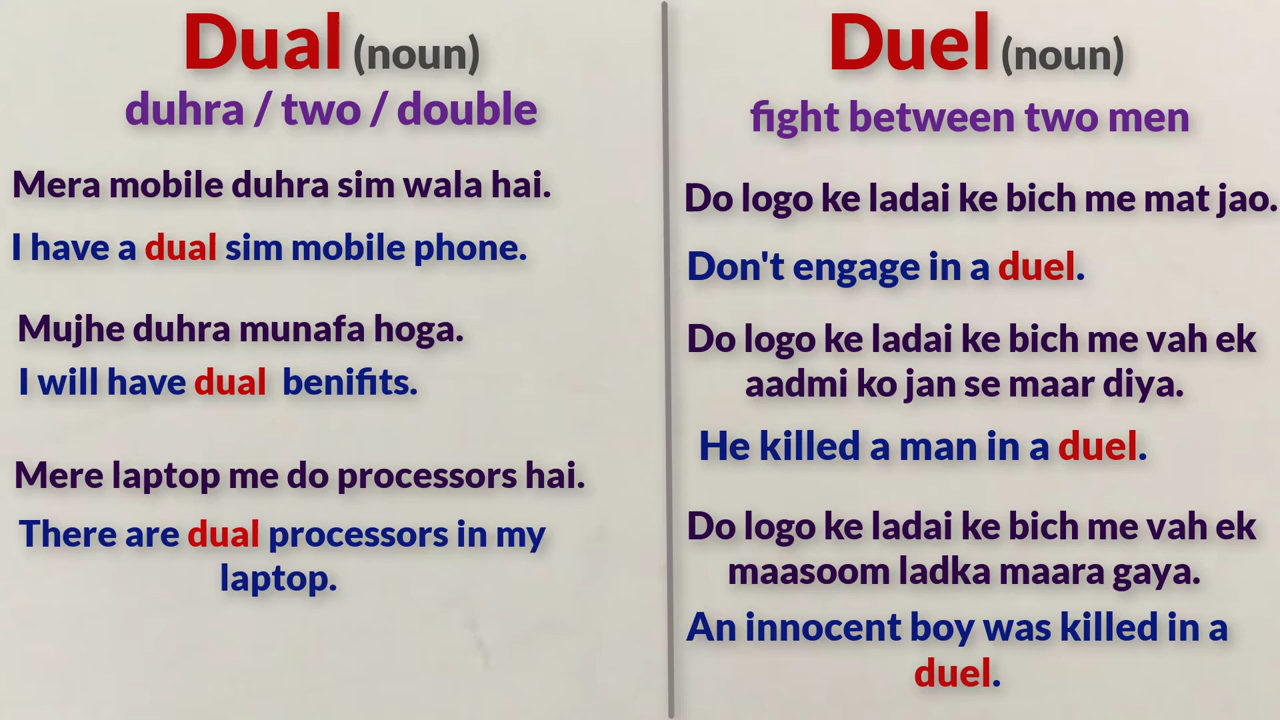 Dual (noun)
duhra / two / double
Mera mobile duhra sim wala hai.
I have a dual sim mobile phone.
Mujhe duhra munafa hoga.
I will have dual benifits.
Mere laptop me do processors hai.
There are dual processors in my
laptop.
Duel (noun)
fight between two men
Do logo ke ladai ke bich me mat jao.
Don't engage in a duel.
Do logo ke ladai ke bich me vah ek
aadmi ko jan se maar diya.
He killed a man in a duel.
Do logo ke ladai ke bich me vah ek
maasoom ladka maara gaya.
An innocent boy was killed in a
duel.